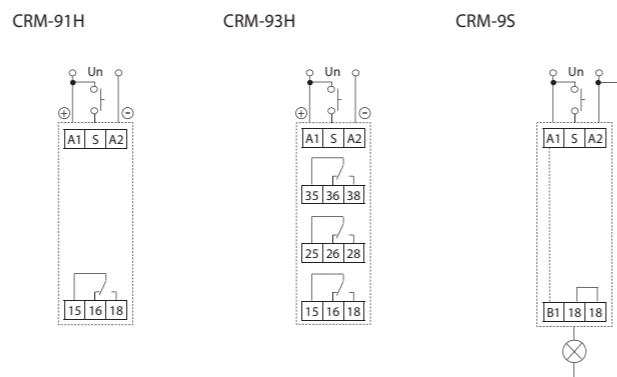 CRM-91H CRM-93H CRM-9S
Un Un Un
⊕ ⊖ ⊕ ⊖
A1 S A2 A1 S A2 A1 S A2
35 36 38
25 26 28
15 16 18 15 16 18 B1 18 18